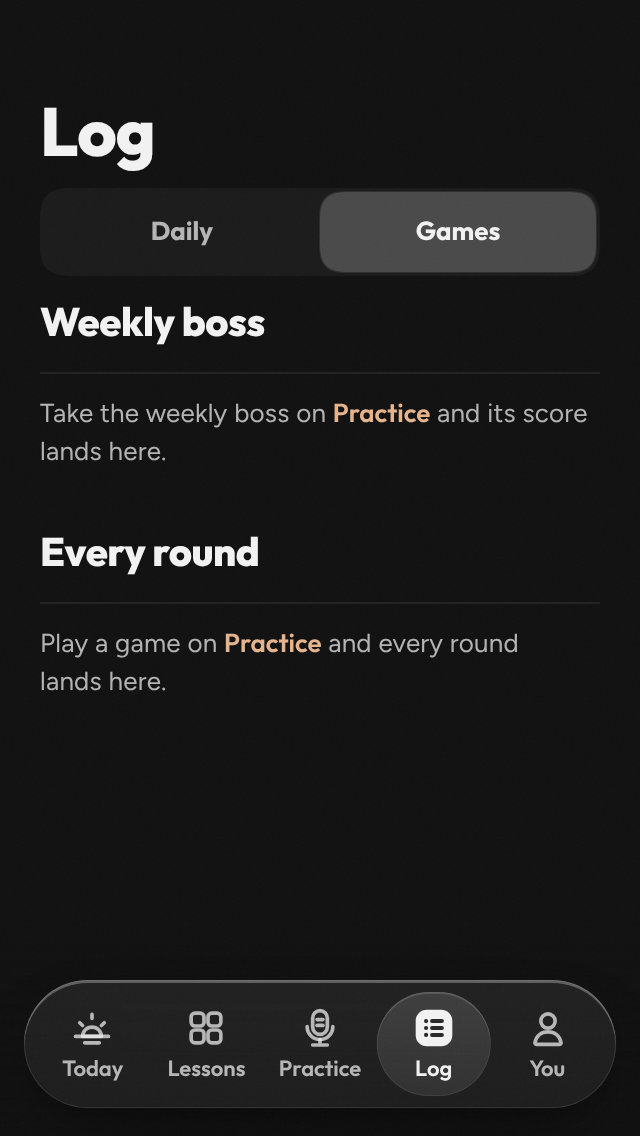 Log
Daily
Games
Weekly boss
Take the weekly boss on Practice and its score
lands here.
Every round
Play a game on Practice and every round
lands here.
Today
Lessons
Practice
Log
You